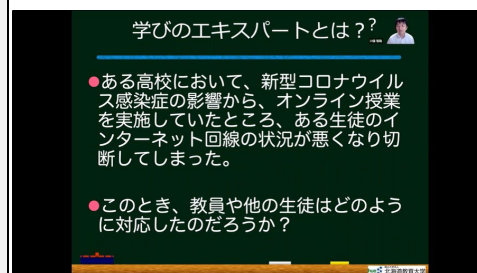 学びのエキスパートとは？?
●ある高校において、新型コロナウイル
ス感染症の影響から、オンライン授業
を実施していたところ、ある生徒のイ
ンターネット回線の状況が悪くなり切
断してしまった。
●このとき、教員や他の生徒はどのよう
に対応したのだろうか？
北海道教育大学